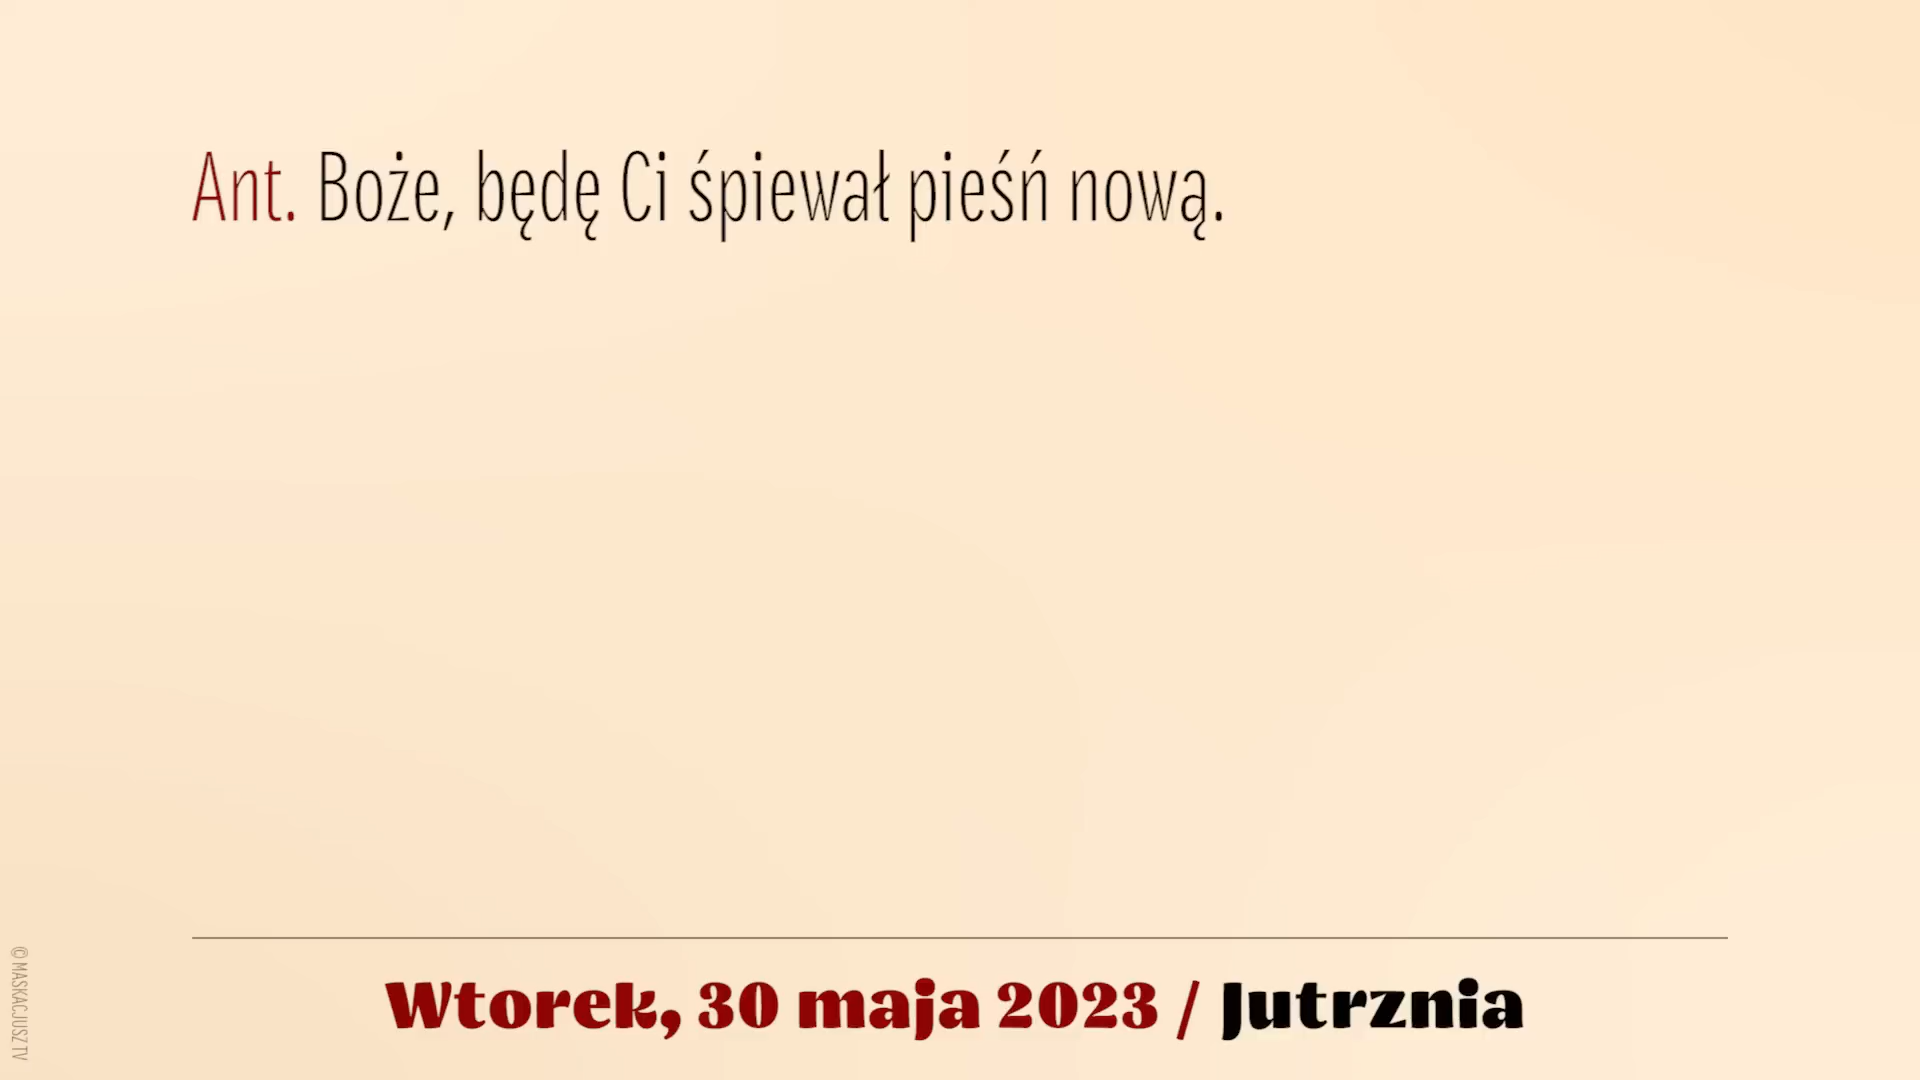 Ant. Boże, będę Ci śpiewał pieśń nową.
Wtorek, 30 maja 2023 / Jutrznia
© MASKACJUSZ TV